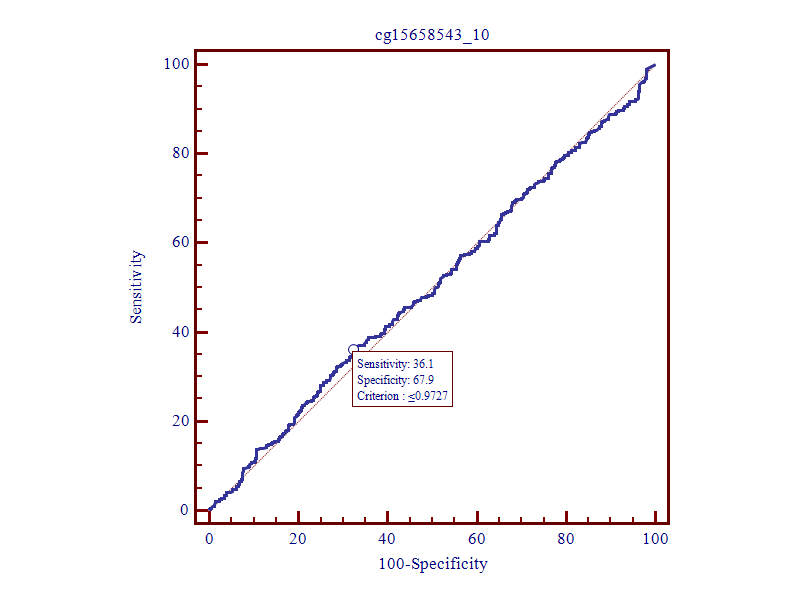 cg15658543_10
100
80
60
40
20
0
Sensitivity
Sensitivity: 36.1
Specificity: 67.9
Criterion : ≤0.9727
0 20 40 60 80 100
100-Specificity